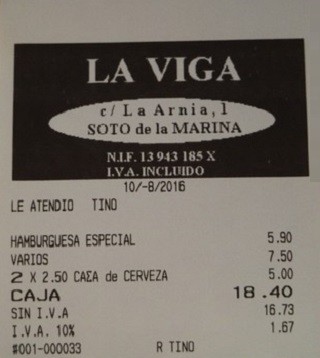 LA VIGA
c/ La Arnia, 1
SOTO de la MARINA
N.I.F. 13 943 185 X
I.V.A. INCLUIDO
10/-8/2016
LE ATENDIO TINO
HAMBURGUESA ESPECIAL 5.90
VARIOS 7.50
2 X 2.50 CAΣA de CERVEZA 5.00
CAJA 18.40
SIN I.V.A 16.73
I.V.A. 10% 1.67
#001-000033 R TINO